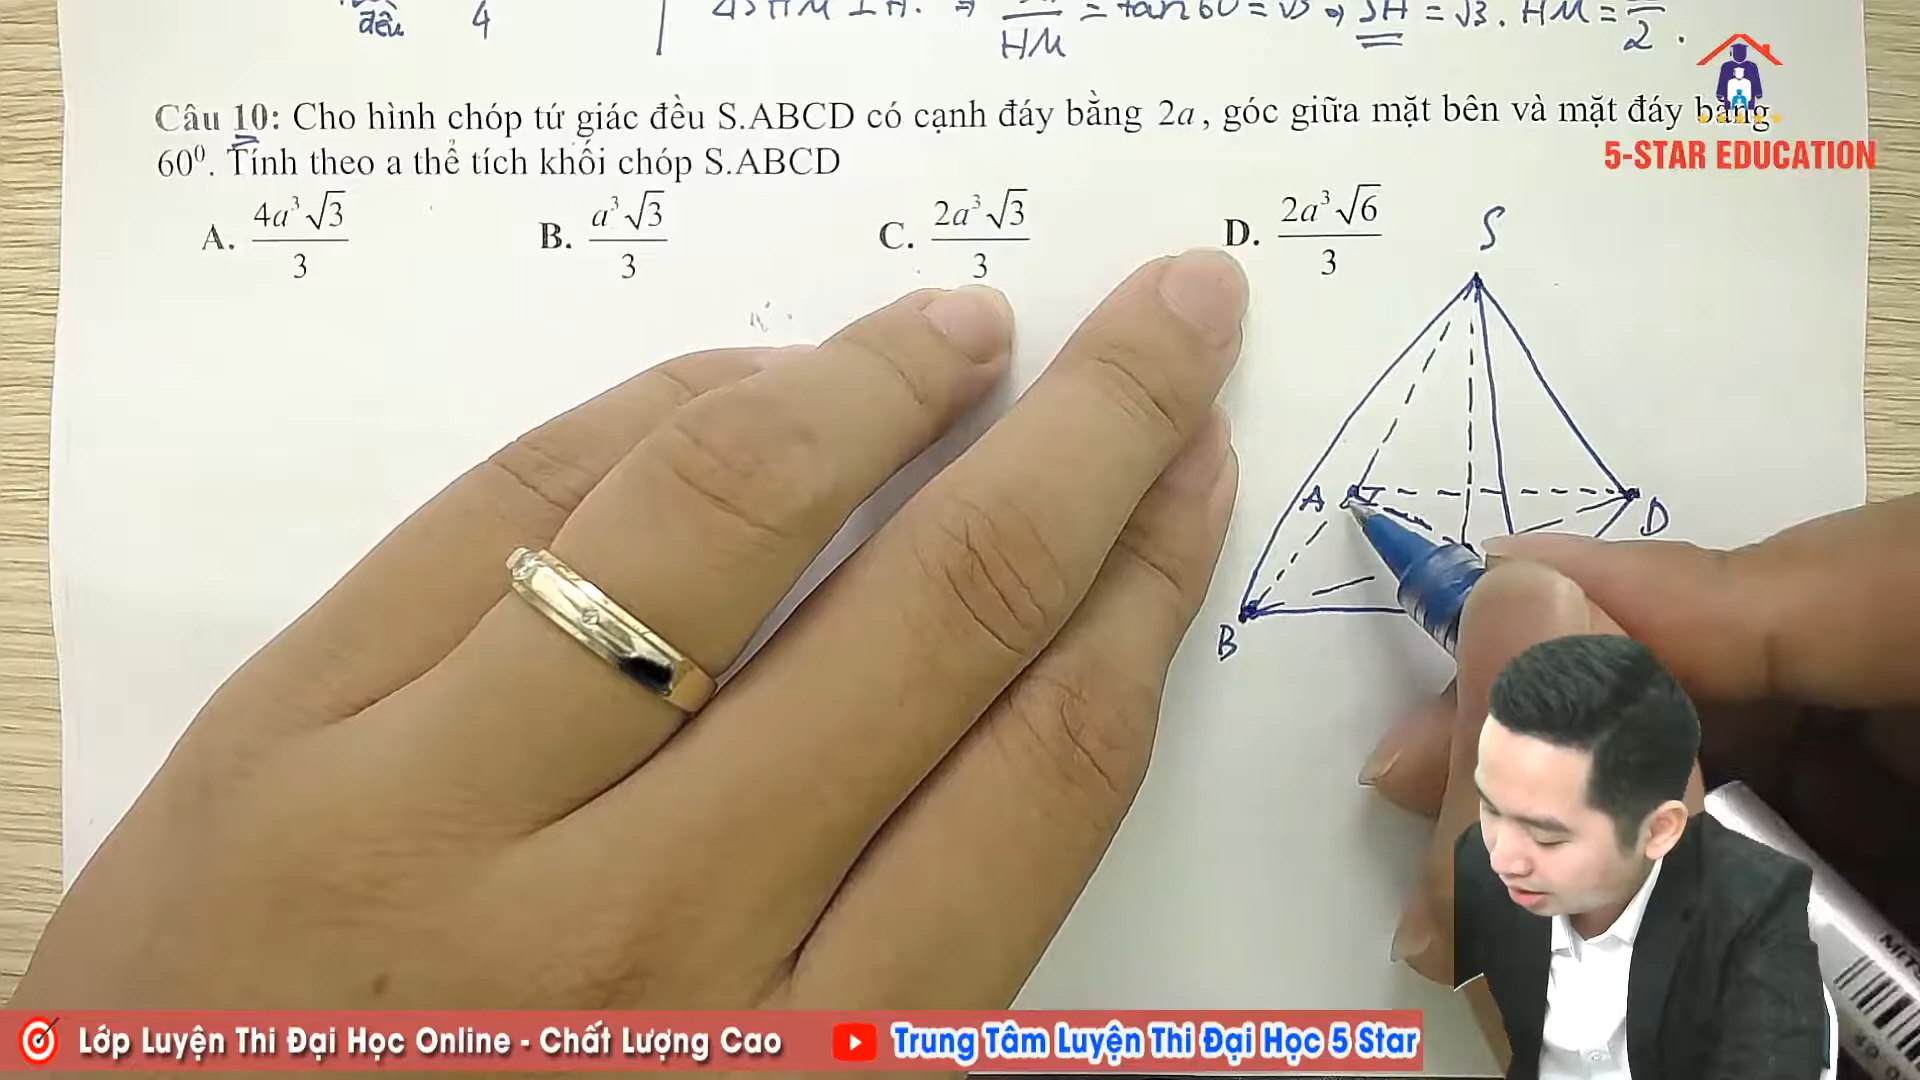 đều 4 ⊥ H. ⇒ HM = tan 60 = √3 ⇒ SH = √3 . HM = 2 .
Câu 10: Cho hình chóp tứ giác đều S.ABCD có cạnh đáy bằng 2a, góc giữa mặt bên và mặt đáy bằng
60⁰. Tính theo a thể tích khối chóp S.ABCD
5-STAR EDUCATION
A. 4a³√3/3 B. a³√3/3 C. 2a³√3/3 D. 2a³√6/3
S
A
D
B
Lớp Luyện Thi Đại Học Online - Chất Lượng Cao
Trung Tâm Luyện Thi Đại Học 5 Star